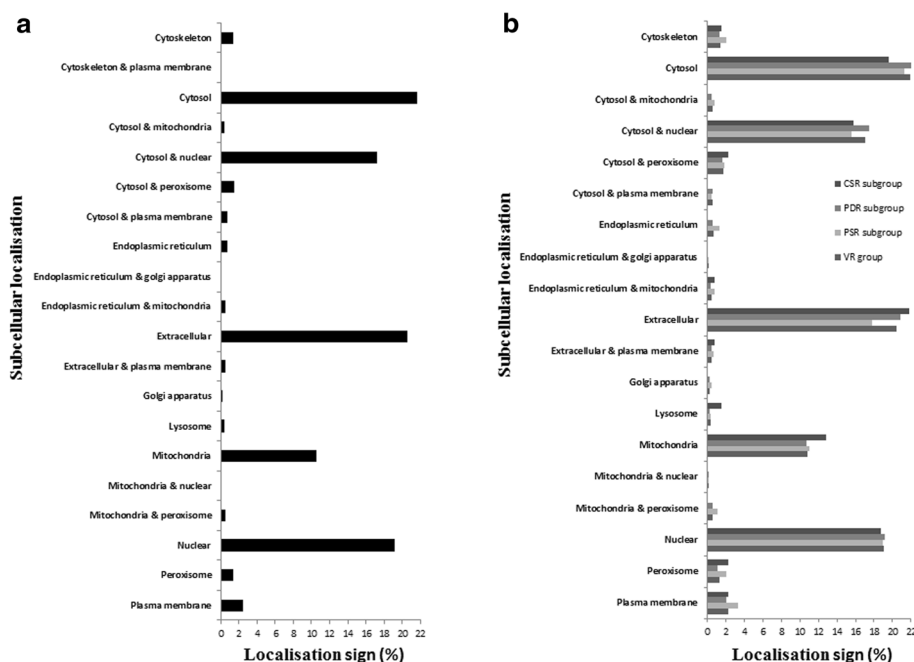 a
Subcellular localisation
Cytoskeleton
Cytoskeleton & plasma membrane
Cytosol
Cytosol & mitochondria
Cytosol & nuclear
Cytosol & peroxisome
Cytosol & plasma membrane
Endoplasmic reticulum
Endoplasmic reticulum & golgi apparatus
Endoplasmic reticulum & mitochondria
Extracellular
Extracellular & plasma membrane
Golgi apparatus
Lysosome
Mitochondria
Mitochondria & nuclear
Mitochondria & peroxisome
Nuclear
Peroxisome
Plasma membrane
0 2 4 6 8 10 12 14 16 18 20 22
Localisation sign (%)
b
Subcellular localisation
Cytoskeleton
Cytosol
Cytosol & mitochondria
Cytosol & nuclear
Cytosol & peroxisome
Cytosol & plasma membrane
Endoplasmic reticulum
Endoplasmic reticulum & golgi apparatus
Endoplasmic reticulum & mitochondria
Extracellular
Extracellular & plasma membrane
Golgi apparatus
Lysosome
Mitochondria
Mitochondria & nuclear
Mitochondria & peroxisome
Nuclear
Peroxisome
Plasma membrane
0 2 4 6 8 10 12 14 16 18 20 22
Localisation sign (%)
CSR subgroup
PDR subgroup
PSR subgroup
VR group